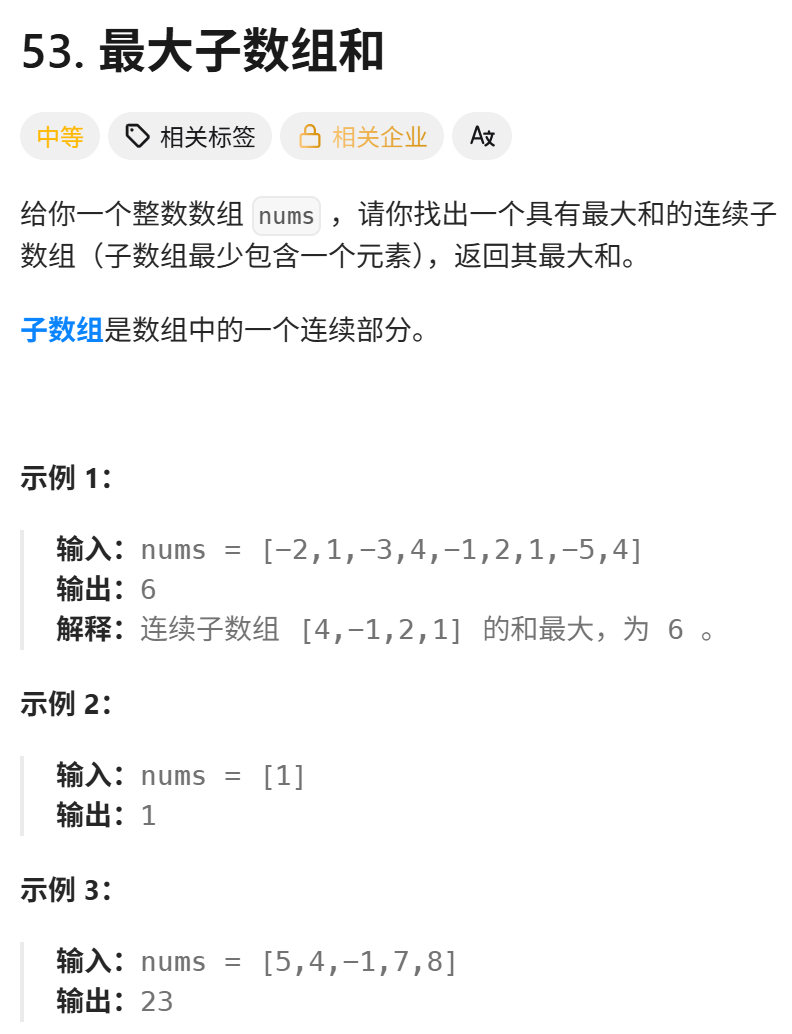 53. 最大子数组和
中等 相关标签 相关企业
给你一个整数数组 nums ，请你找出一个具有最大和的连续子
数组（子数组最少包含一个元素），返回其最大和。
子数组是数组中的一个连续部分。
示例 1：
输入：nums = [-2,1,-3,4,-1,2,1,-5,4]
输出：6
解释：连续子数组 [4,-1,2,1] 的和最大，为 6 。
示例 2：
输入：nums = [1]
输出：1
示例 3：
输入：nums = [5,4,-1,7,8]
输出：23